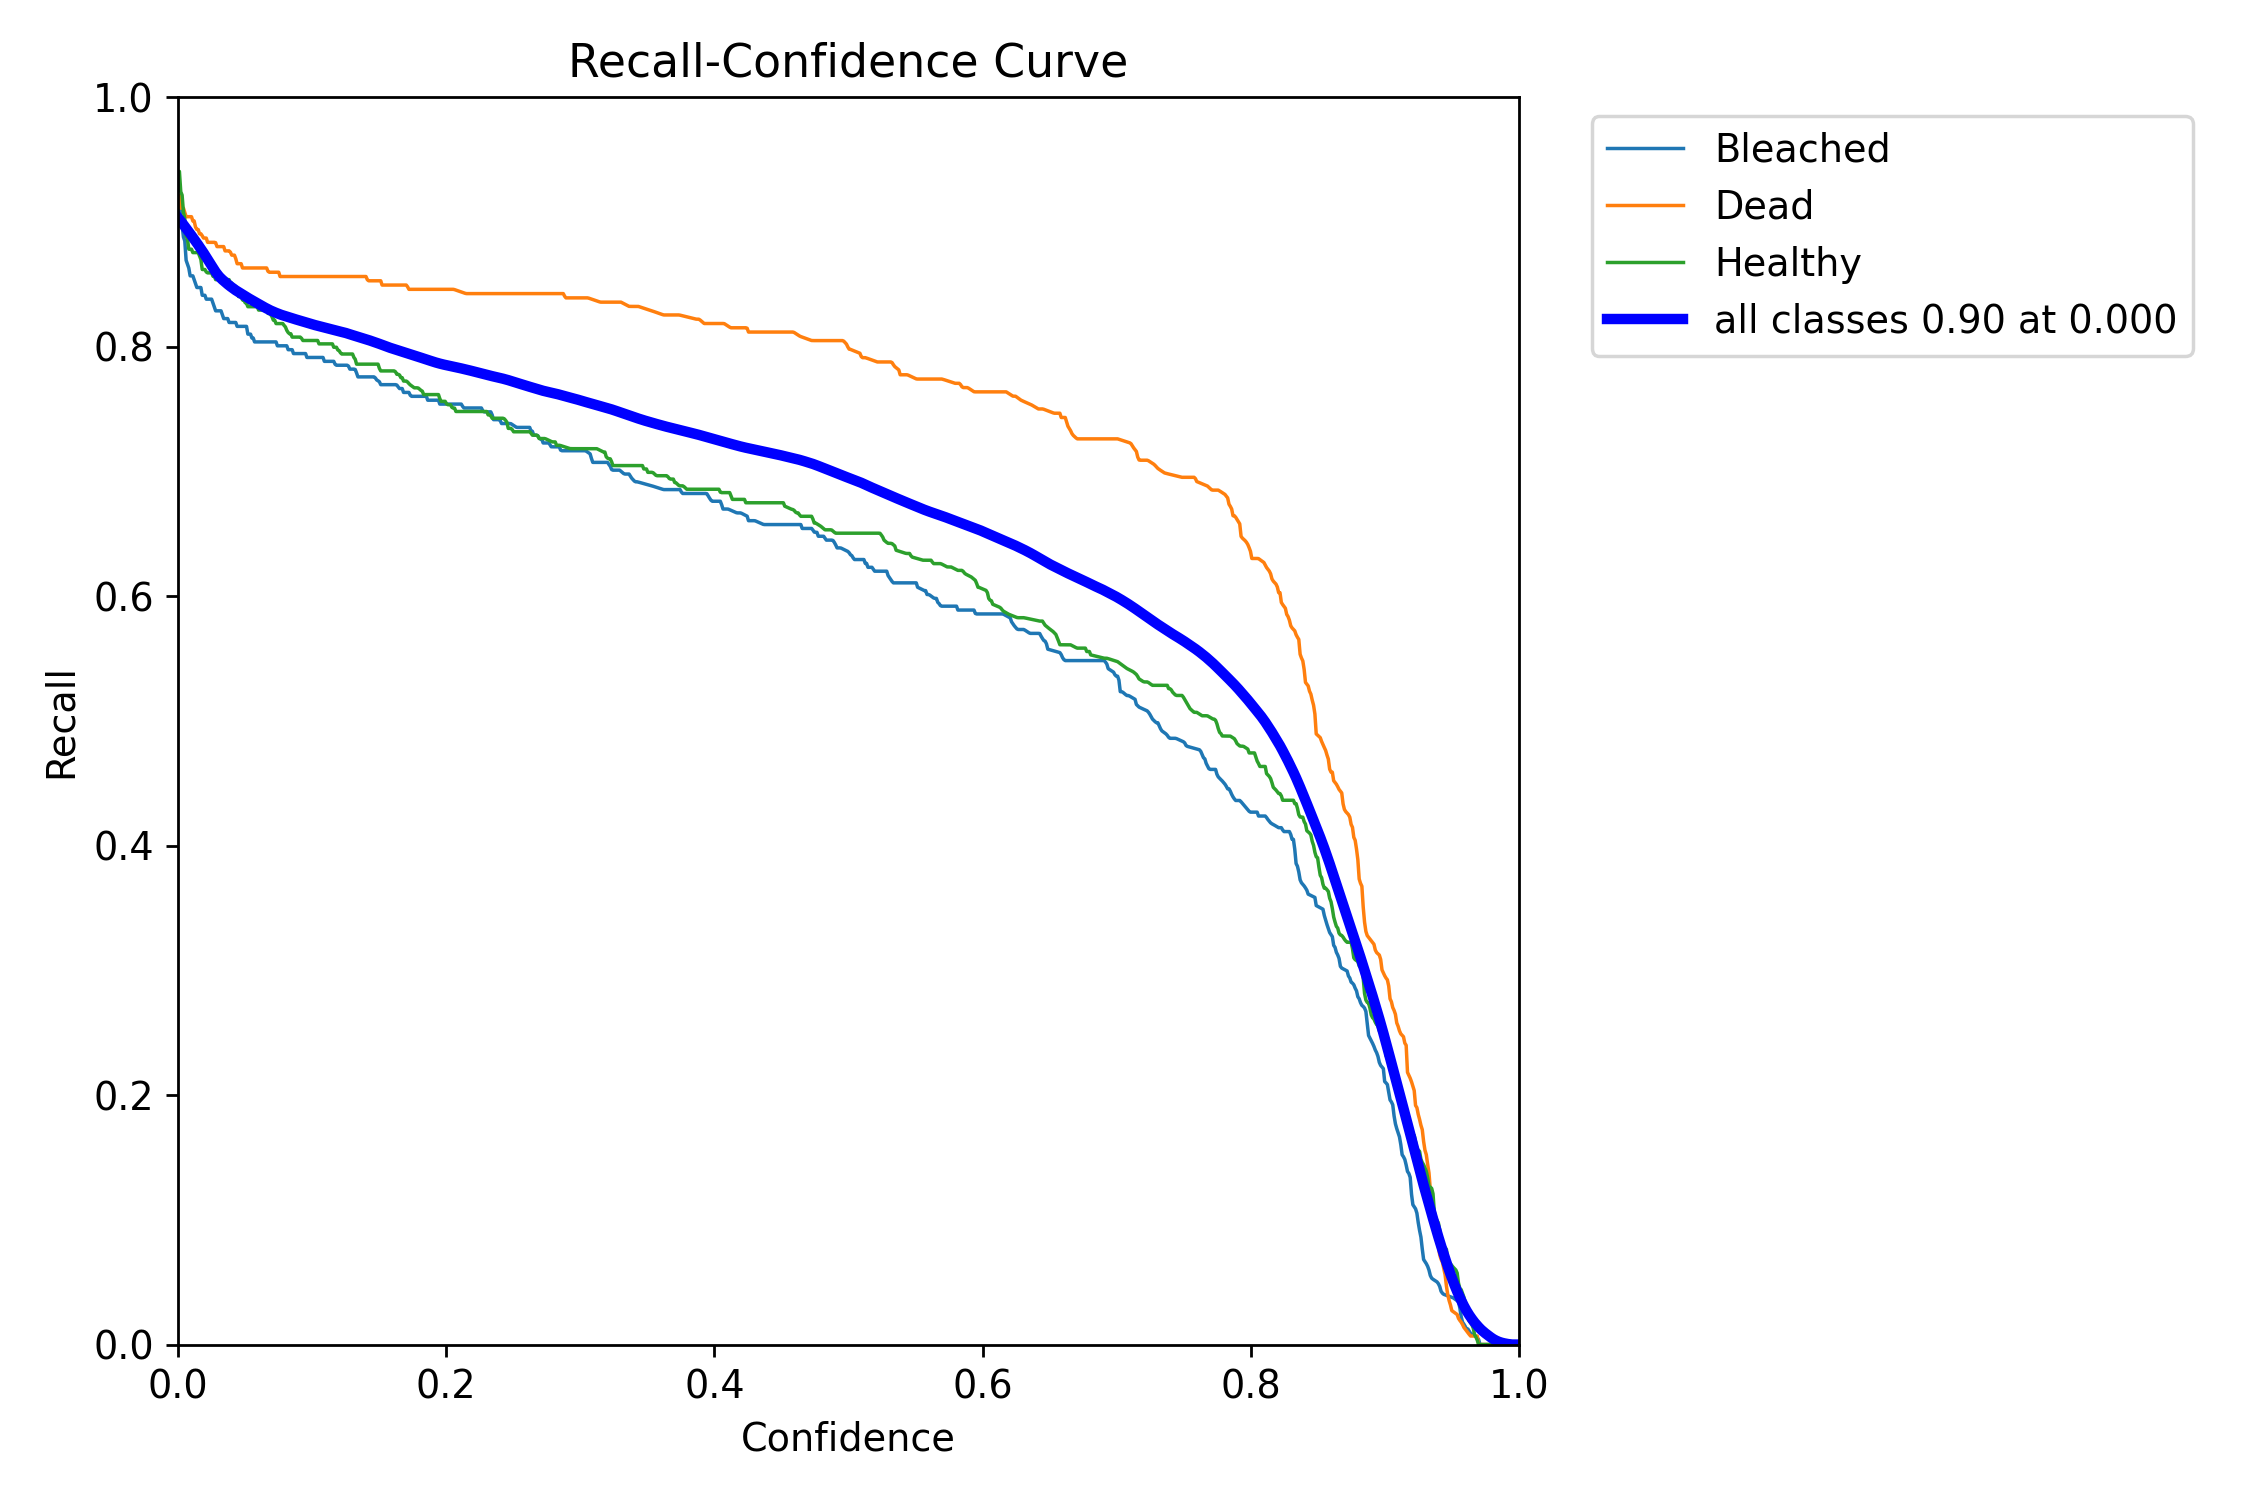 Recall-Confidence Curve
1.0
0.8
0.6
0.4
0.2
0.0
Recall
0.0 0.2 0.4 0.6 0.8 1.0
Confidence
Bleached
Dead
Healthy
all classes 0.90 at 0.000